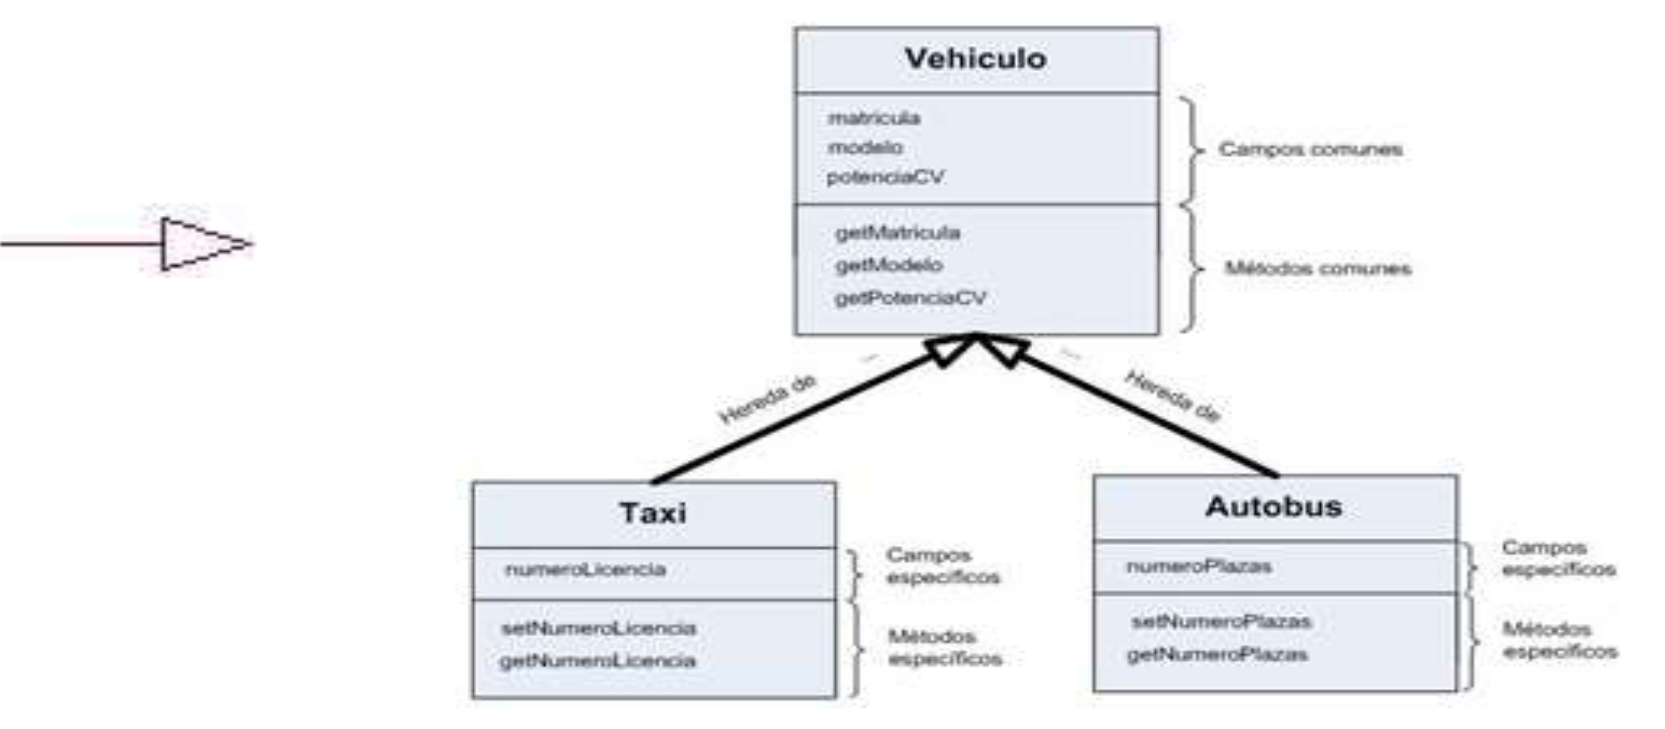 Vehiculo
matricula
modelo
potenciaCV
Campos comunes
getMatricula
getModelo
getPotenciaCV
Métodos comunes
Hereda de
Hereda de
Taxi
numeroLicencia
Campos
específicos
setNumeroLicencia
getNumeroLicencia
Métodos
específicos
Autobus
numeroPlazas
Campos
específicos
setNumeroPlazas
getNumeroPlazas
Métodos
específicos